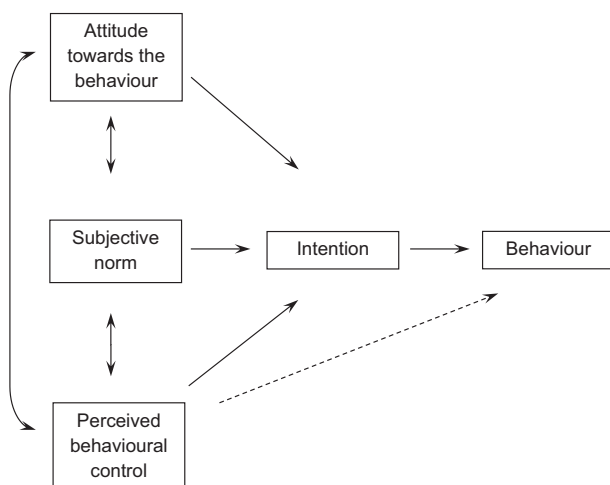 Attitude
towards the
behaviour
Subjective
norm
Intention
Behaviour
Perceived
behavioural
control